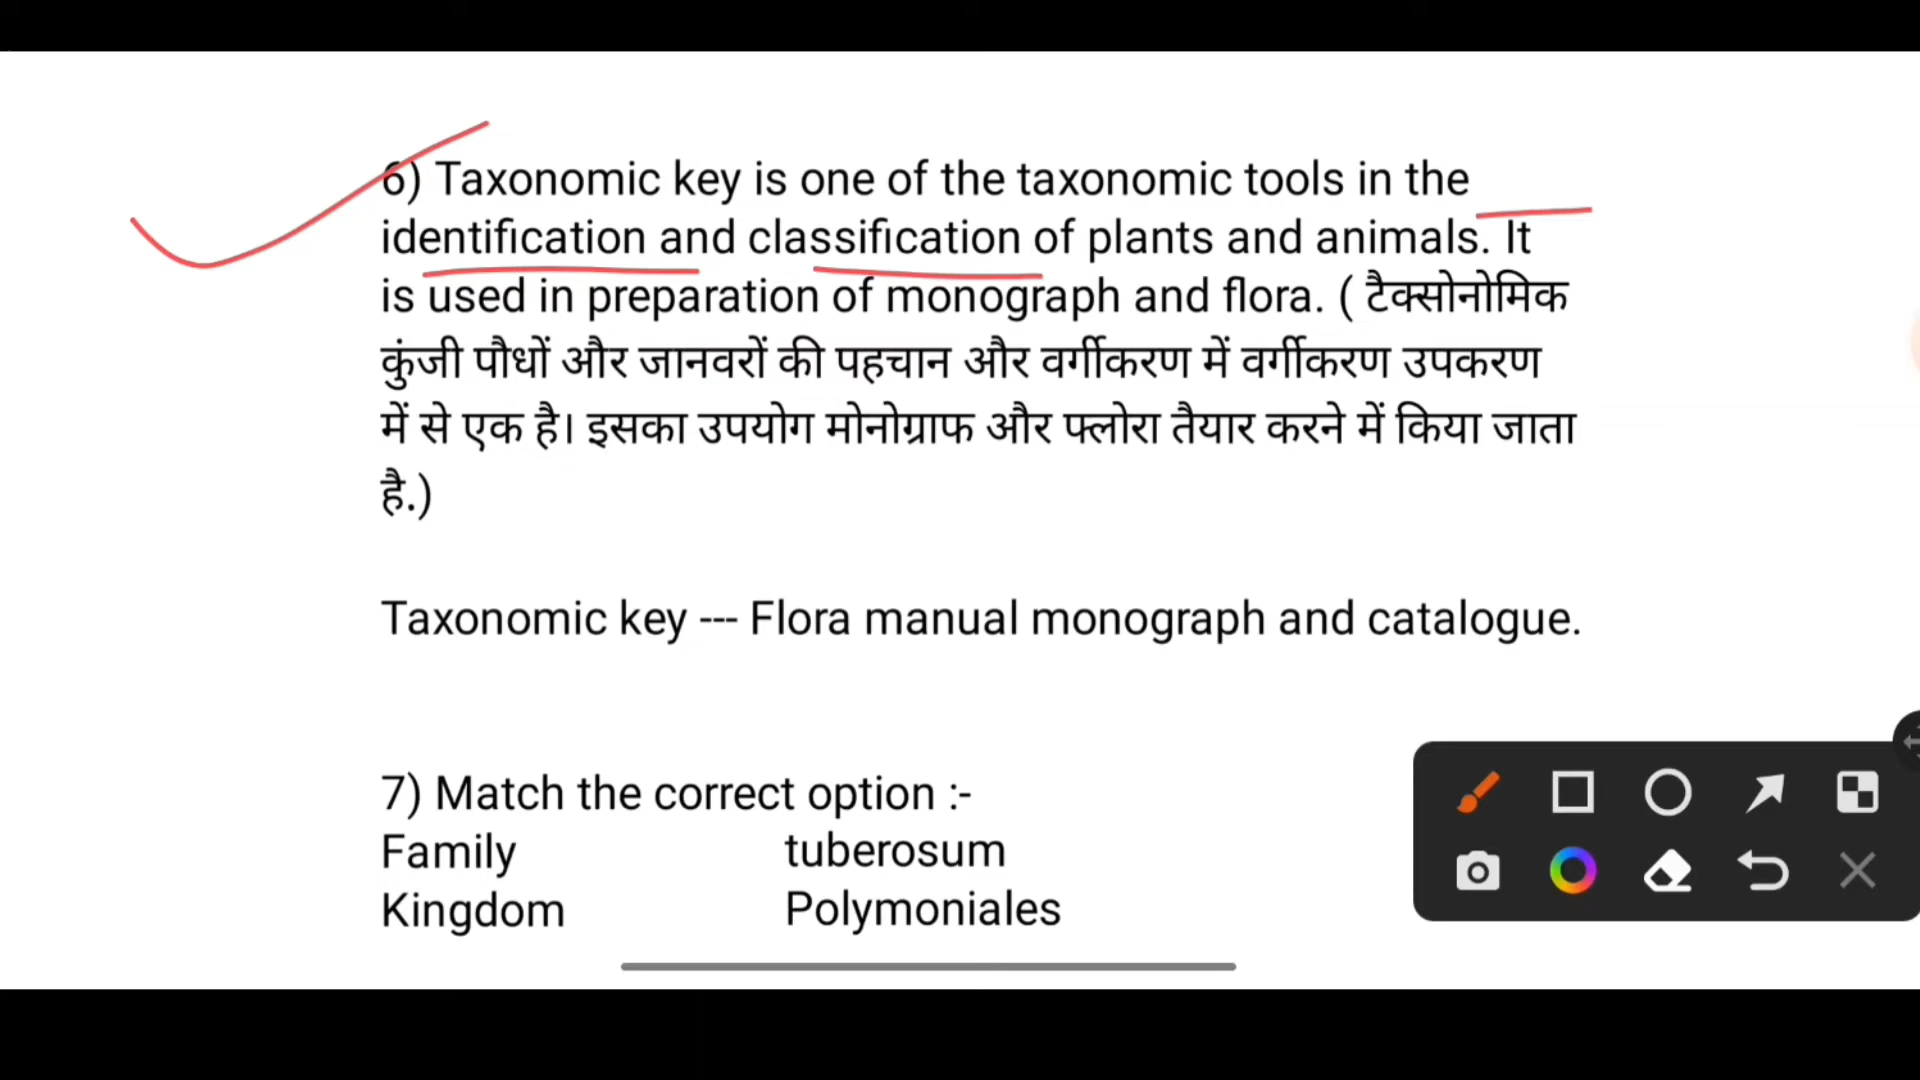 6) Taxonomic key is one of the taxonomic tools in the
identification and classification of plants and animals. It
is used in preparation of monograph and flora. ( टैक्सोनोमिक
कुंजी पौधों और जानवरों की पहचान और वर्गीकरण में वर्गीकरण उपकरण
में से एक है। इसका उपयोग मोनोग्राफ और फ्लोरा तैयार करने में किया जाता
है.)
Taxonomic key --- Flora manual monograph and catalogue.
7) Match the correct option :-
Family tuberosum
Kingdom Polymoniales